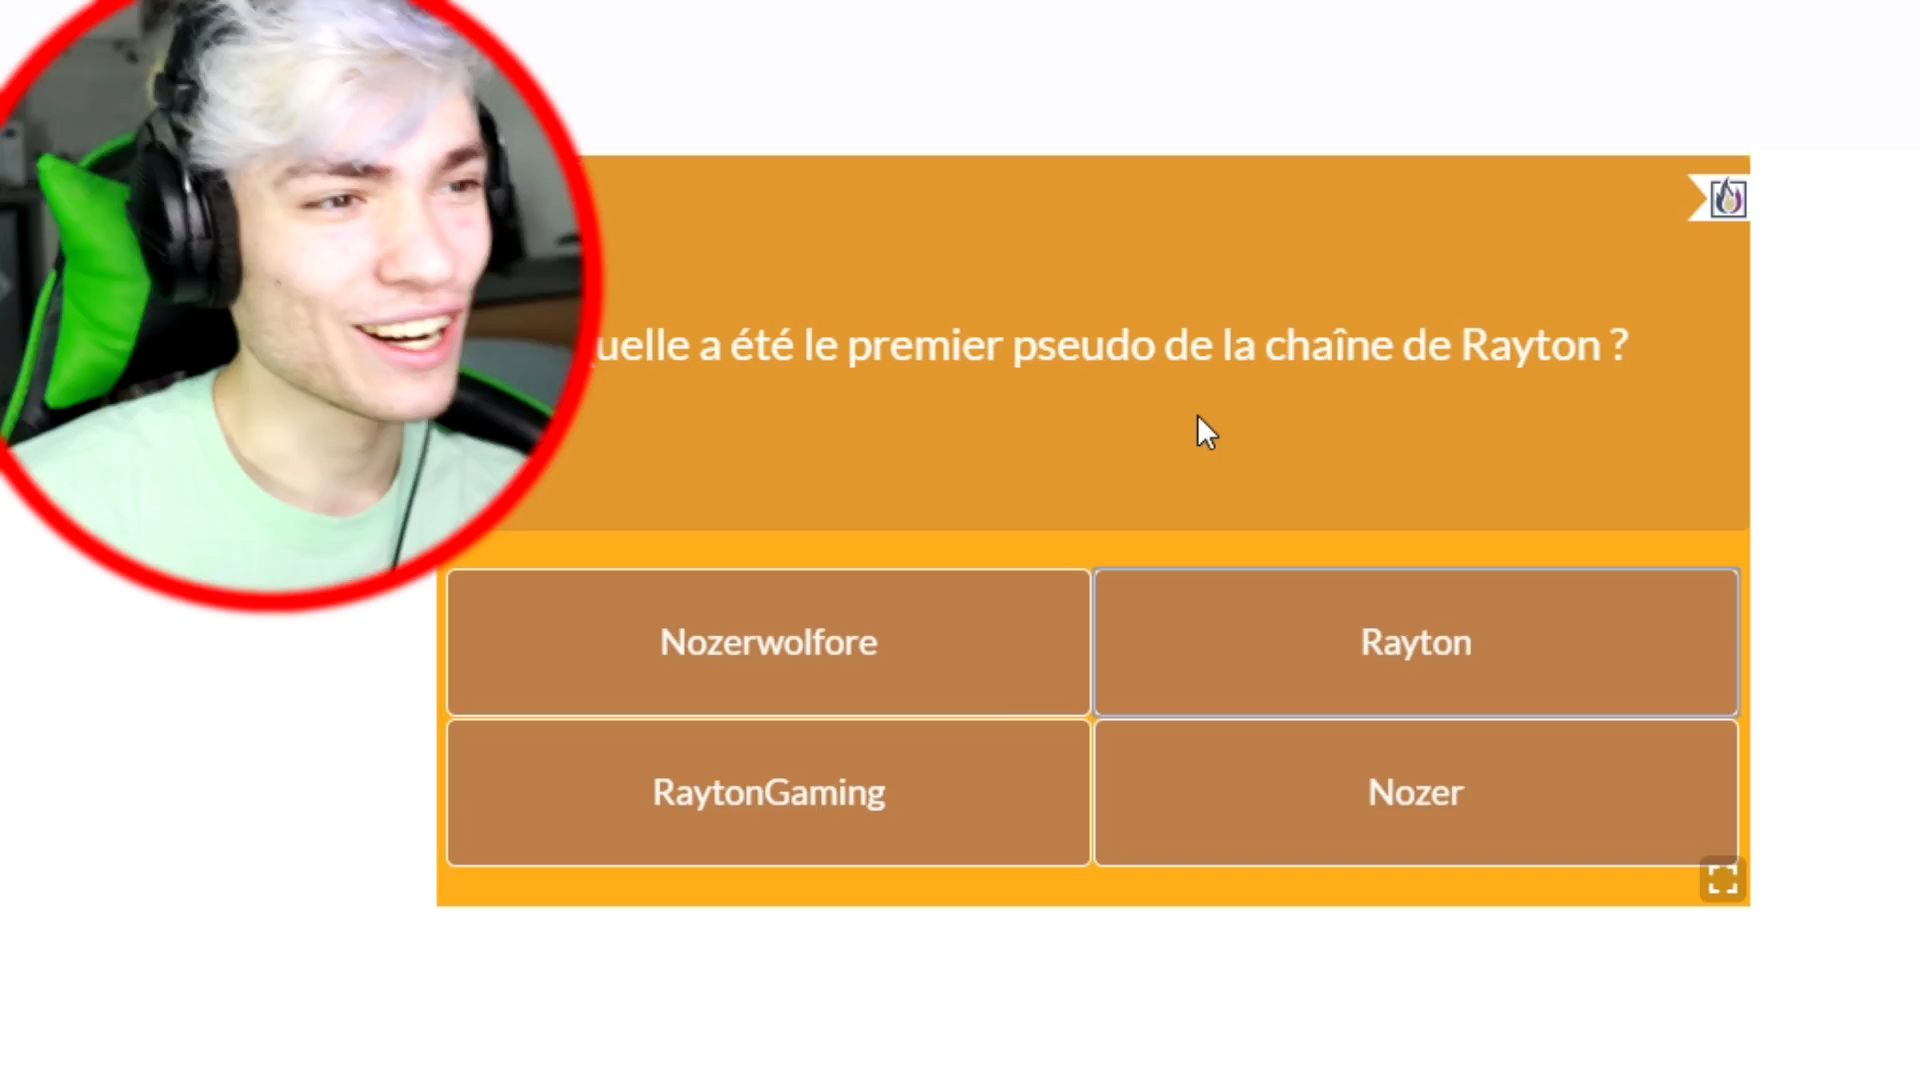 uelle a été le premier pseudo de la chaîne de Rayton ?
Nozerwolfore
Rayton
RaytonGaming
Nozer